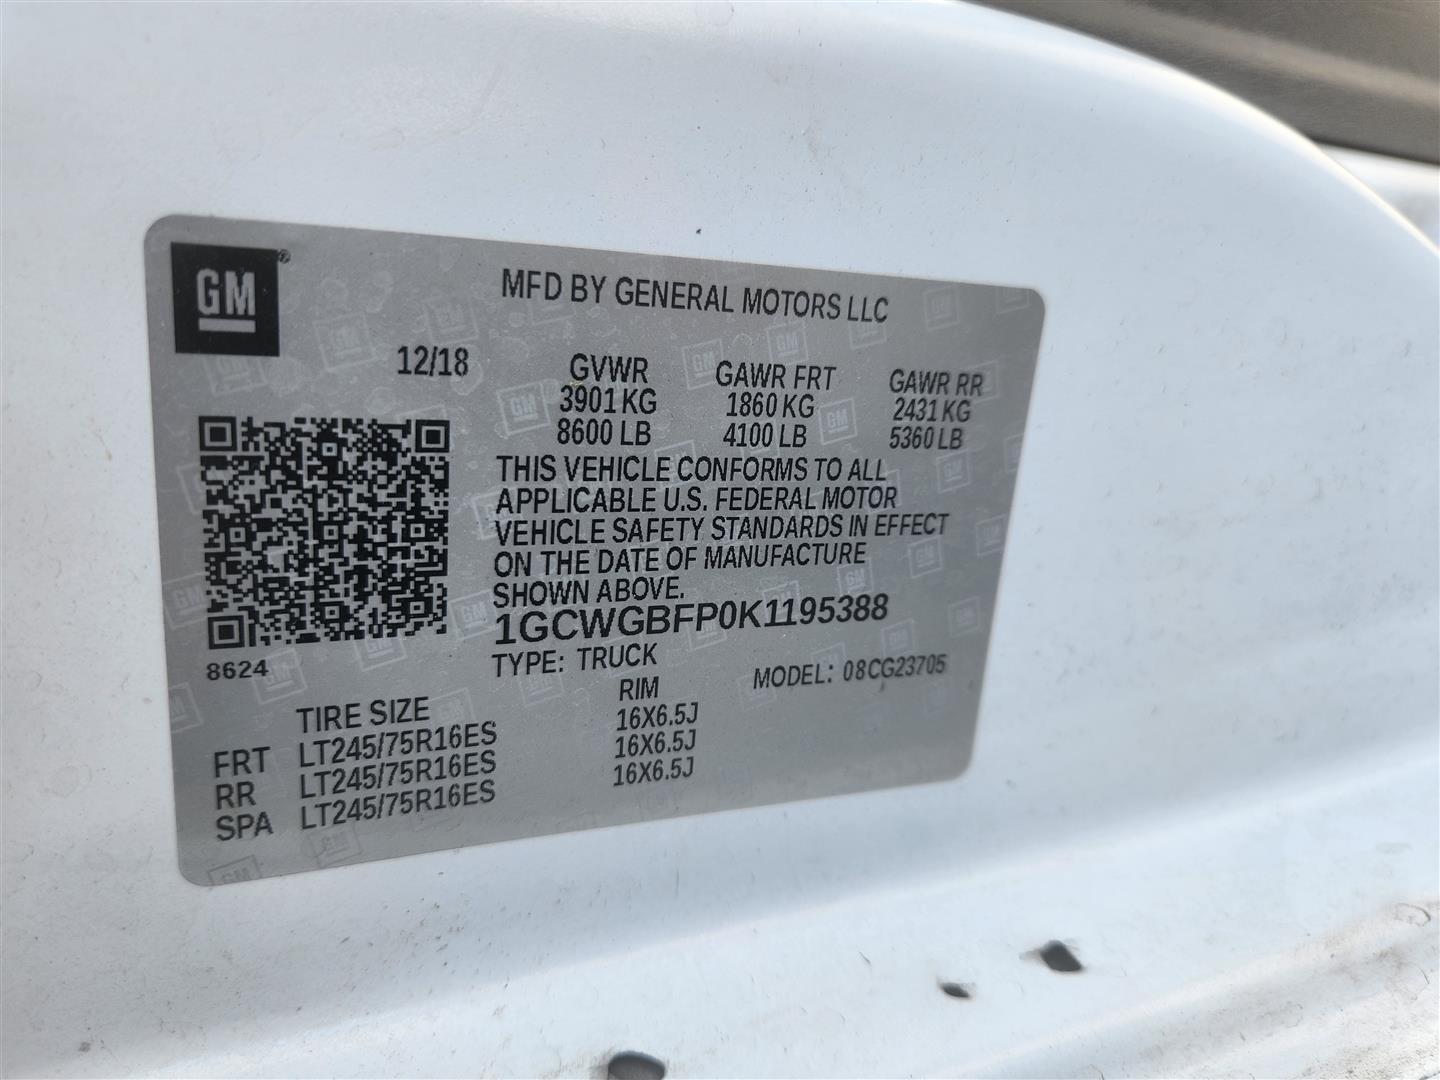 GM®
MFD BY GENERAL MOTORS LLC
12/18
GVWR GAWR FRT GAWR RR
3901 KG 1860 KG 2431 KG
8600 LB 4100 LB 5360 LB
THIS VEHICLE CONFORMS TO ALL
APPLICABLE U.S. FEDERAL MOTOR
VEHICLE SAFETY STANDARDS IN EFFECT
ON THE DATE OF MANUFACTURE
SHOWN ABOVE.
1GCWGBFP0K1195388
8624
TYPE: TRUCK MODEL: 08CG23705
TIRE SIZE RIM
FRT LT245/75R16ES 16X6.5J
RR LT245/75R16ES 16X6.5J
SPA LT245/75R16ES 16X6.5J